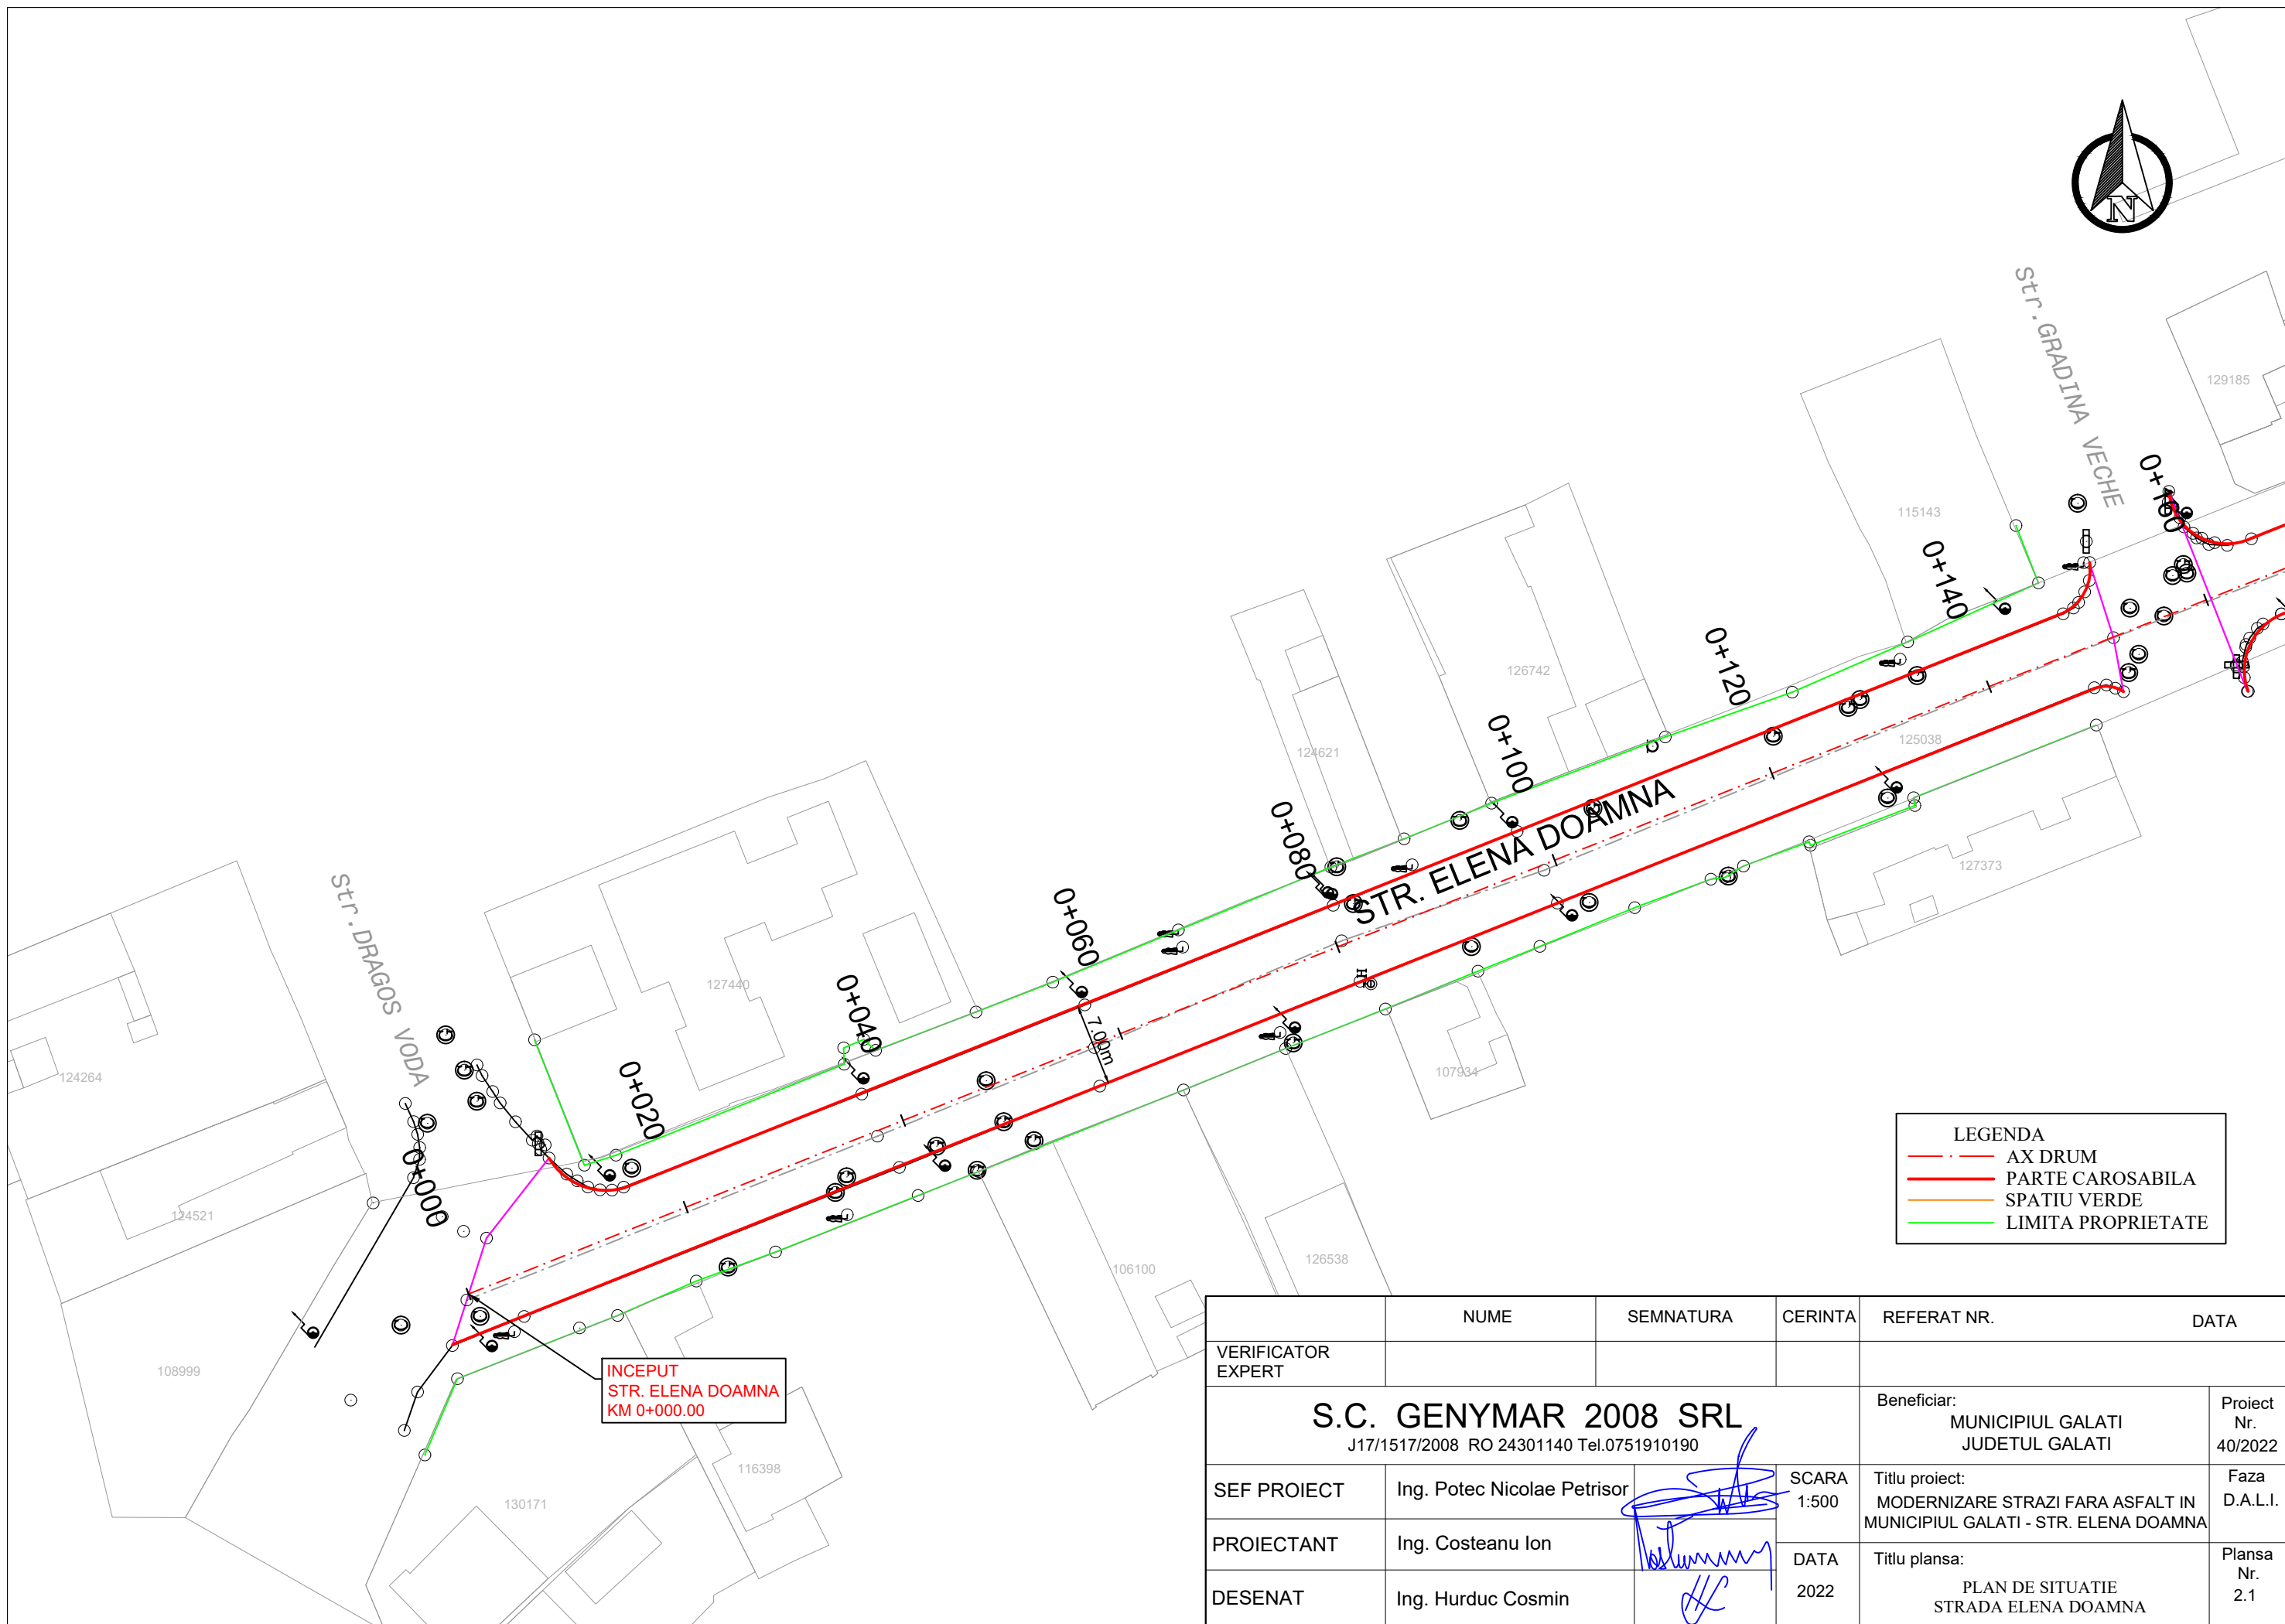 N
Str.GRADINA VECHE
129185
0+160
115143
0+140
126742
0+120
124621
0+100
125038
0+080
STR. ELENA DOAMNA
127373
Str.DRAGOS VODA
0+060
127440
0+040
7.00m
H
107934
124264
0+020
0+000
124521
106100
126538
108999
INCEPUT
STR. ELENA DOAMNA
KM 0+000.00
116398
130171
LEGENDA
AX DRUM
PARTE CAROSABILA
SPATIU VERDE
LIMITA PROPRIETATE
NUME SEMNATURA CERINTA REFERAT NR. DATA
VERIFICATOR
EXPERT
S.C. GENYMAR 2008 SRL
J17/1517/2008 RO 24301140 Tel.0751910190
Beneficiar:
MUNICIPIUL GALATI
JUDETUL GALATI
Proiect
Nr.
40/2022
SEF PROIECT Ing. Potec Nicolae Petrisor
SCARA
1:500
Titlu proiect:
MODERNIZARE STRAZI FARA ASFALT IN
MUNICIPIUL GALATI - STR. ELENA DOAMNA
Faza
D.A.L.I.
PROIECTANT Ing. Costeanu Ion
DATA
2022
Titlu plansa:
PLAN DE SITUATIE
STRADA ELENA DOAMNA
Plansa
Nr.
2.1
DESENAT Ing. Hurduc Cosmin